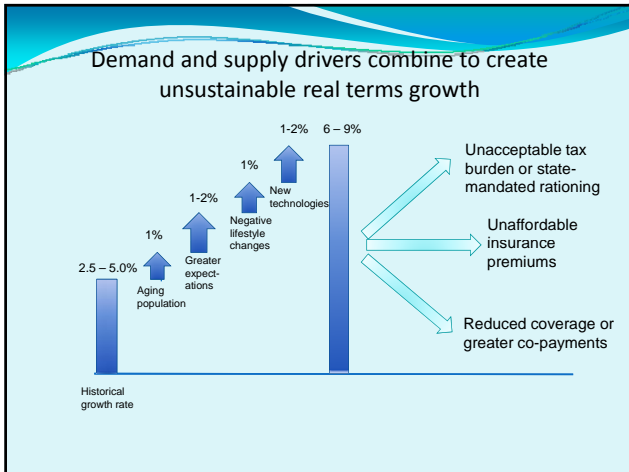 Demand and supply drivers combine to create
unsustainable real terms growth
2.5 – 5.0%
Historical
growth rate
1%
Aging
population
1-2%
Greater
expect-
ations
1%
Negative
lifestyle
changes
1-2%
New
technologies
6 – 9%
Unacceptable tax
burden or state-
mandated rationing
Unaffordable
insurance
premiums
Reduced coverage or
greater co-payments